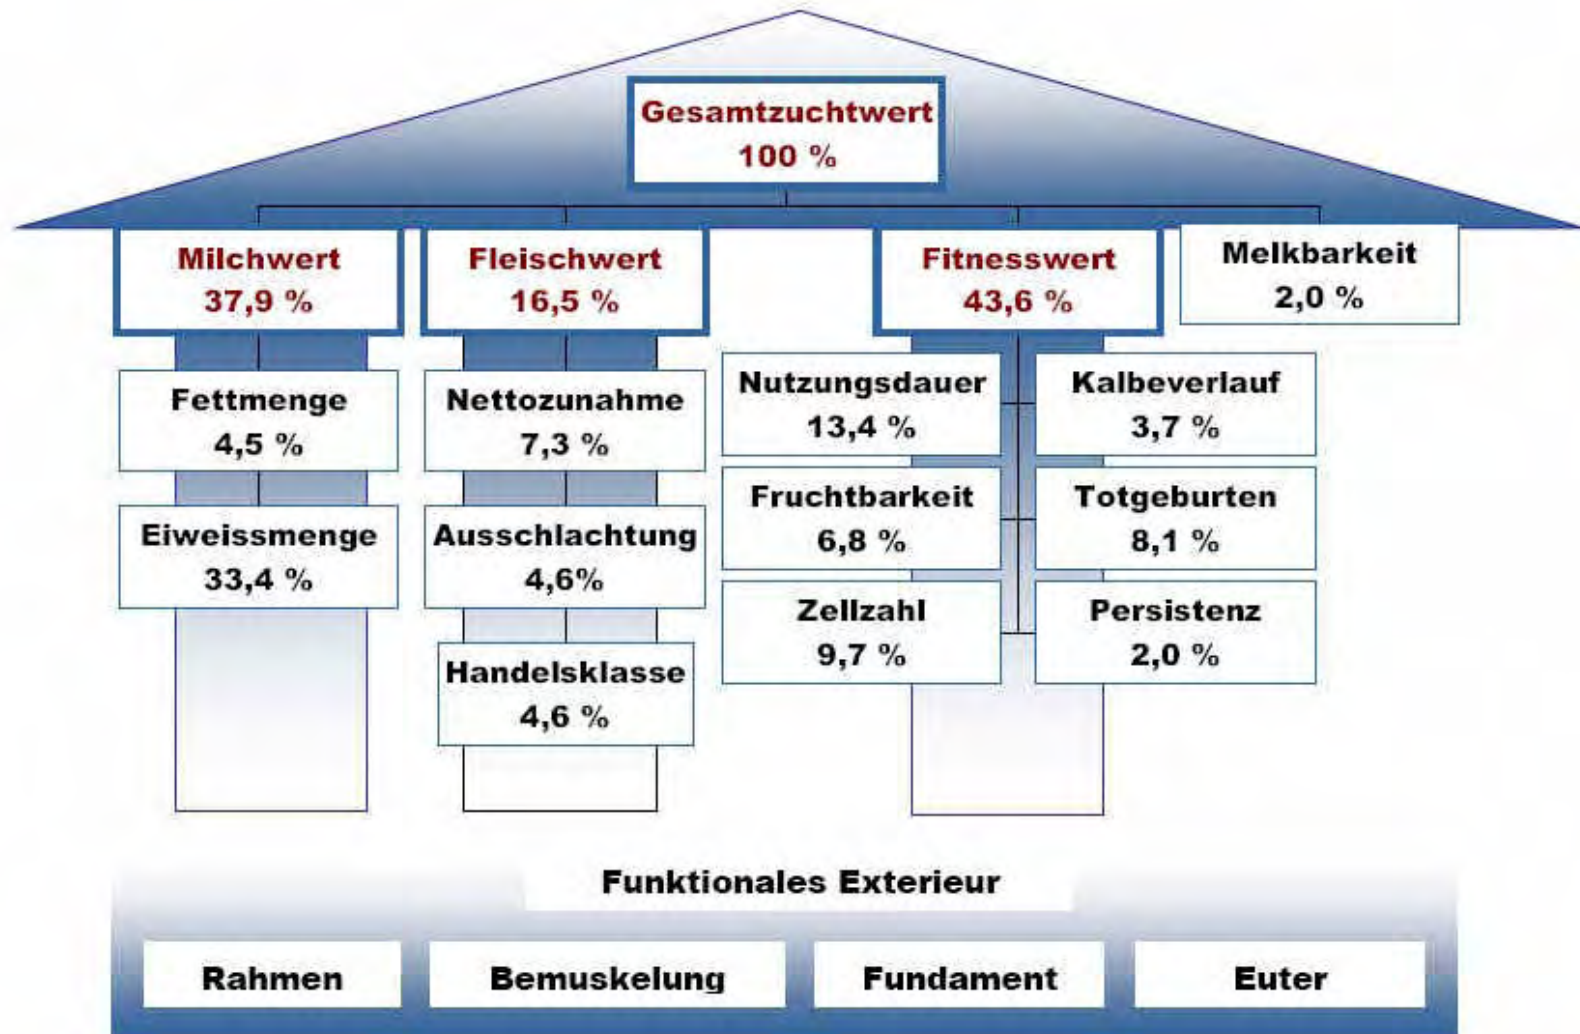 Gesamtzuchtwert
100 %
Milchwert
37,9 %
Fleischwert
16,5 %
Fitnesswert
43,6 %
Melkbarkeit
2,0 %
Fettmenge
4,5 %
Eiweissmenge
33,4 %
Nettozunahme
7,3 %
Ausschlachtung
4,6%
Handelsklasse
4,6 %
Nutzungsdauer
13,4 %
Kalbeverlauf
3,7 %
Fruchtbarkeit
6,8 %
Totgeburten
8,1 %
Zellzahl
9,7 %
Persistenz
2,0 %
Funktionales Exterieur
Rahmen
Bemuskelung
Fundament
Euter